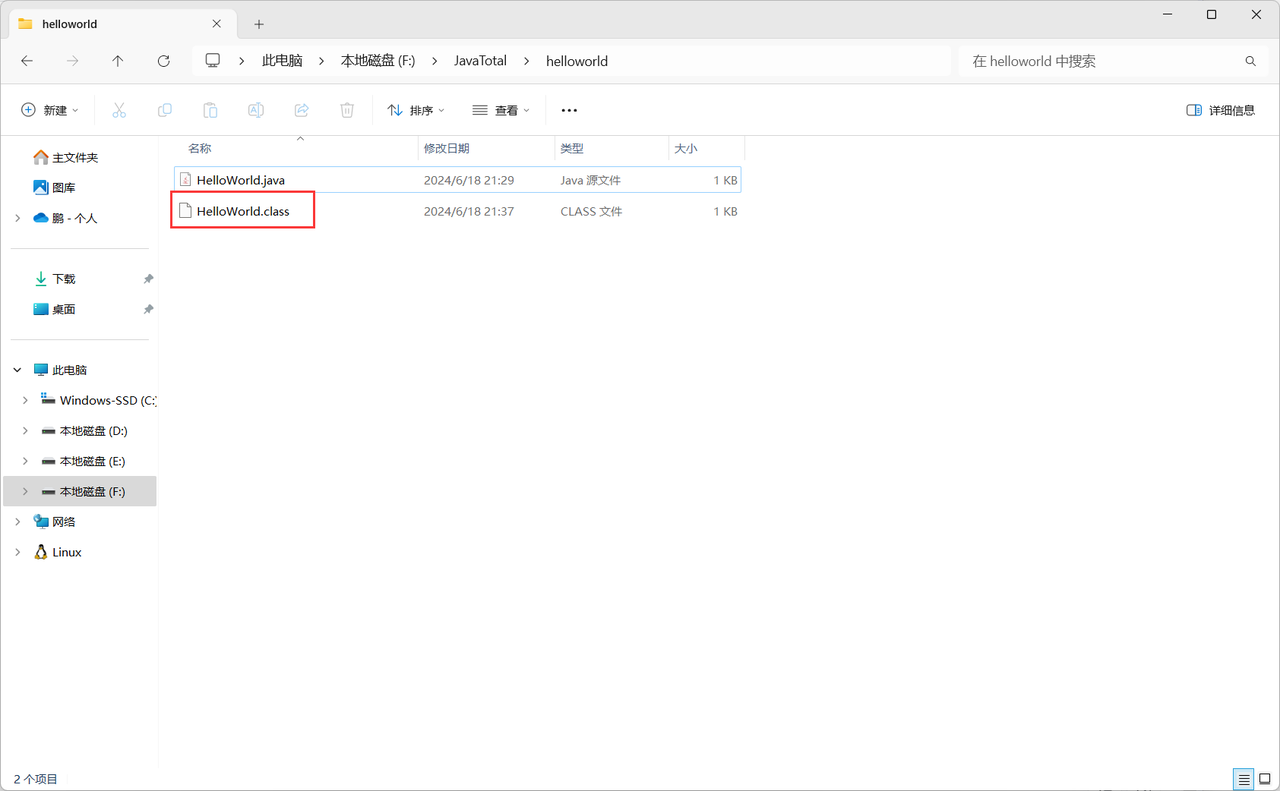 helloworld
此电脑 本地磁盘 (F:) JavaTotal helloworld 在 helloworld 中搜索
新建 排序 查看 详细信息
名称 修改日期 类型 大小
HelloWorld.java 2024/6/18 21:29 Java 源文件 1 KB
HelloWorld.class 2024/6/18 21:37 CLASS 文件 1 KB
主文件夹
图库
鹏 - 个人
下载
桌面
此电脑
Windows-SSD (C:)
本地磁盘 (D:)
本地磁盘 (E:)
本地磁盘 (F:)
网络
Linux
2 个项目